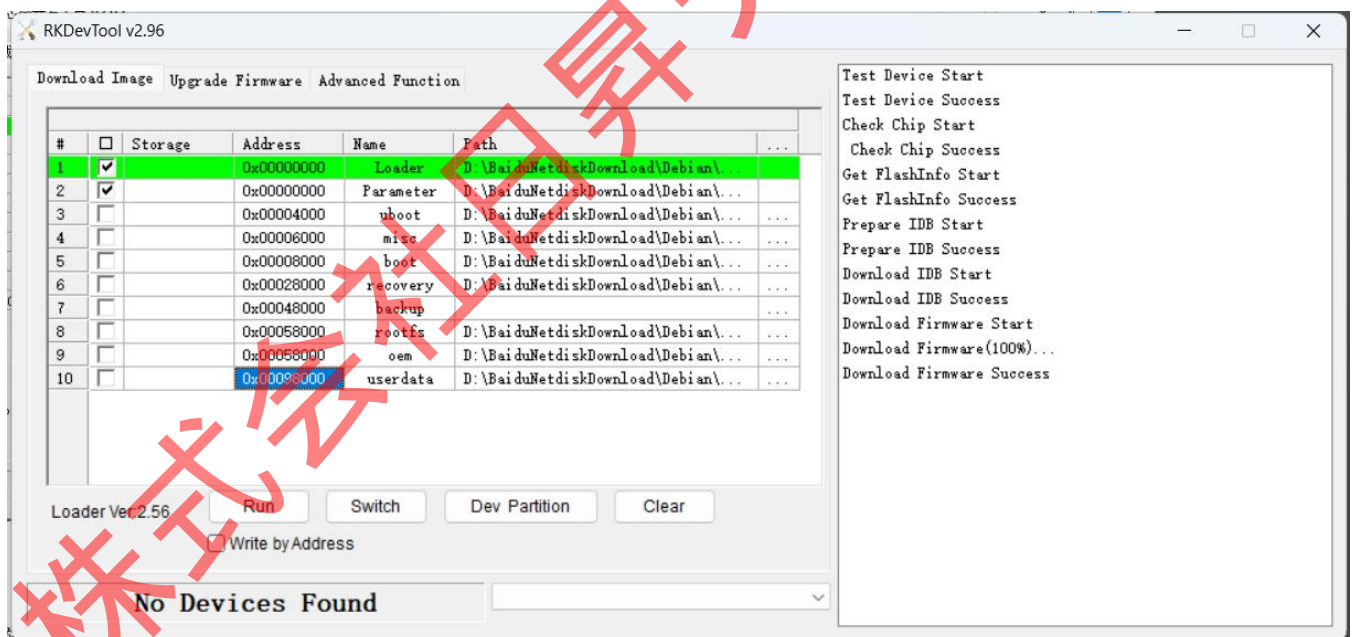 RKDevTool v2.96
Download Image Upgrade Firmware Advanced Function
# Storage Address Name Path ...
1 0x00000000 Loader D:\BaiduNetdiskDownload\Debian\...
2 0x00000000 Parameter D:\BaiduNetdiskDownload\Debian\...
3 0x00004000 uboot D:\BaiduNetdiskDownload\Debian\... ...
4 0x00006000 misc D:\BaiduNetdiskDownload\Debian\... ...
5 0x00008000 boot D:\BaiduNetdiskDownload\Debian\... ...
6 0x00028000 recovery D:\BaiduNetdiskDownload\Debian\... ...
7 0x00048000 backup ...
8 0x00058000 rootfs D:\BaiduNetdiskDownload\Debian\... ...
9 0x00058000 oem D:\BaiduNetdiskDownload\Debian\... ...
10 0x00098000 userdata D:\BaiduNetdiskDownload\Debian\... ...
Loader Ver:2.56 Run Switch Dev Partition Clear
Write by Address
No Devices Found
Test Device Start
Test Device Success
Check Chip Start
Check Chip Success
Get FlashInfo Start
Get FlashInfo Success
Prepare IDB Start
Prepare IDB Success
Download IDB Start
Download IDB Success
Download Firmware Start
Download Firmware(100%)...
Download Firmware Success
株式会社日昇